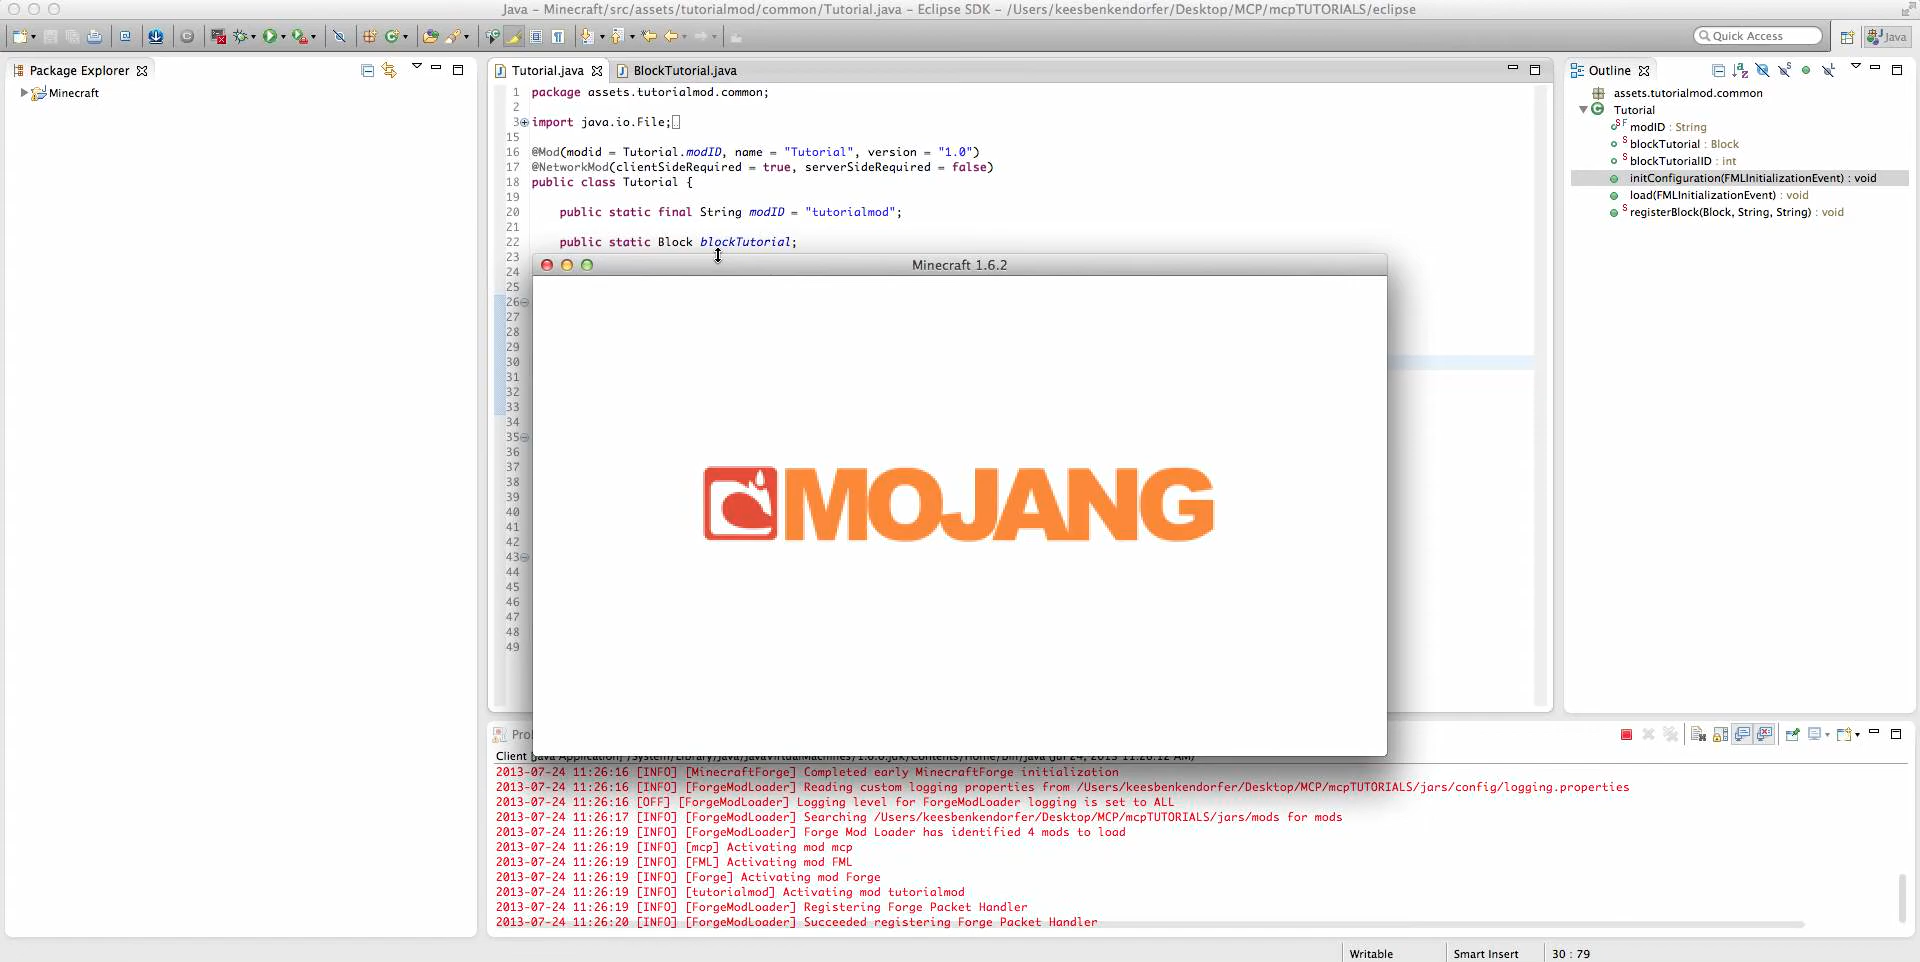 Java – Minecraft/src/assets/tutorialmod/common/Tutorial.java – Eclipse SDK – /Users/keesbenkendorfer/Desktop/MCP/mcpTUTORIALS/eclipse
Quick Access
Java
Package Explorer
Minecraft
Tutorial.java
BlockTutorial.java
1 package assets.tutorialmod.common;
2
3 import java.io.File;
15
16 @Mod(modid = Tutorial.modID, name = "Tutorial", version = "1.0")
17 @NetworkMod(clientSideRequired = true, serverSideRequired = false)
18 public class Tutorial {
19
20 public static final String modID = "tutorialmod";
21
22 public static Block blockTutorial;
23
24
25
26
27
28
29
30
31
32
33
34
35
36
37
38
39
40
41
42
43
44
45
46
47
48
49
Minecraft 1.6.2
MOJANG
Outline
assets.tutorialmod.common
Tutorial
modID : String
blockTutorial : Block
blockTutorialID : int
initConfiguration(FMLInitializationEvent) : void
load(FMLInitializationEvent) : void
registerBlock(Block, String, String) : void
2013-07-24 11:26:16 [INFO] [MinecraftForge] Completed early MinecraftForge initialization
2013-07-24 11:26:16 [INFO] [ForgeModLoader] Reading custom logging properties from /Users/keesbenkendorfer/Desktop/MCP/mcpTUTORIALS/jars/config/logging.properties
2013-07-24 11:26:16 [OFF] [ForgeModLoader] Logging level for ForgeModLoader logging is set to ALL
2013-07-24 11:26:17 [INFO] [ForgeModLoader] Searching /Users/keesbenkendorfer/Desktop/MCP/mcpTUTORIALS/jars/mods for mods
2013-07-24 11:26:19 [INFO] [ForgeModLoader] Forge Mod Loader has identified 4 mods to load
2013-07-24 11:26:19 [INFO] [mcp] Activating mod mcp
2013-07-24 11:26:19 [INFO] [FML] Activating mod FML
2013-07-24 11:26:19 [INFO] [Forge] Activating mod Forge
2013-07-24 11:26:19 [INFO] [tutorialmod] Activating mod tutorialmod
2013-07-24 11:26:19 [INFO] [ForgeModLoader] Registering Forge Packet Handler
2013-07-24 11:26:20 [INFO] [ForgeModLoader] Succeeded registering Forge Packet Handler
Writable
Smart Insert
30 : 79